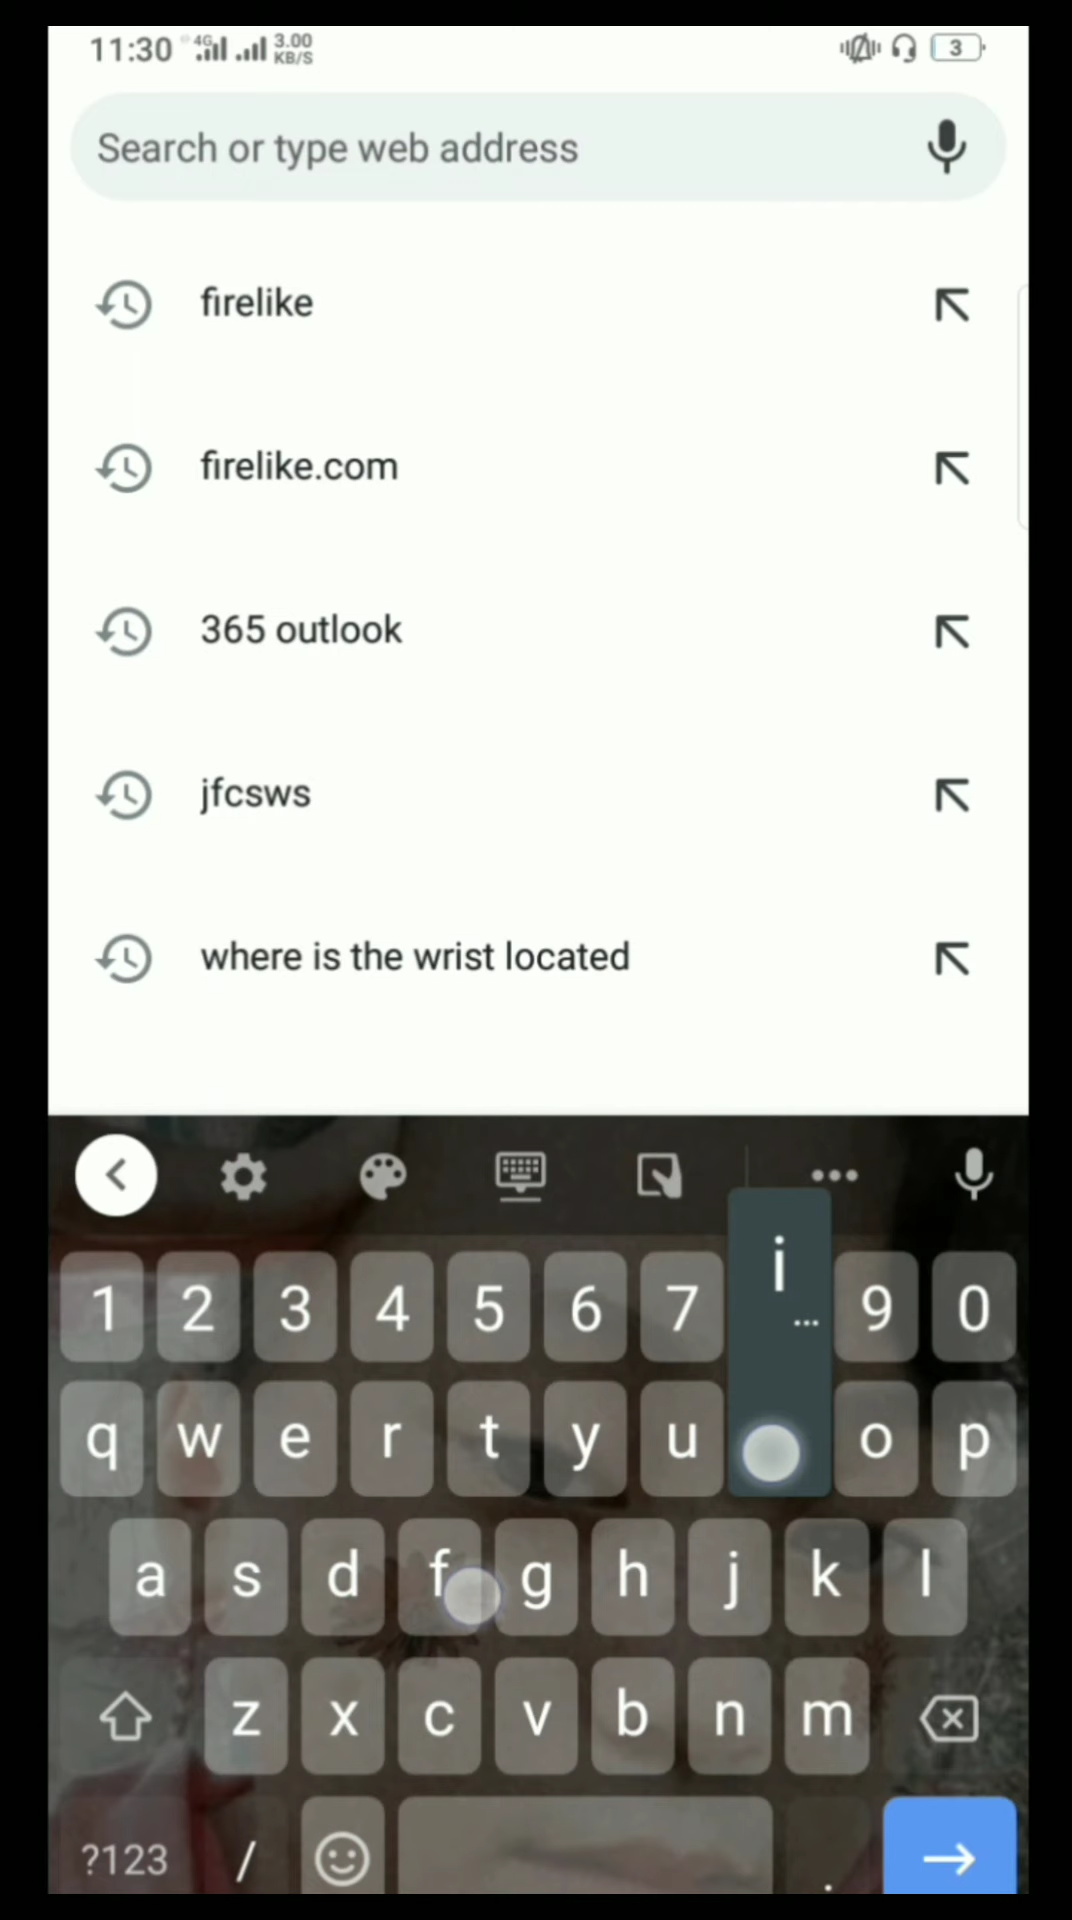 11:30 4G 3.00 KB/S 3
Search or type web address
firelike
firelike.com
365 outlook
jfcsws
where is the wrist located
i
...
1 2 3 4 5 6 7 9 0
q w e r t y u o p
a s d f g h j k l
z x c v b n m
?123 / .